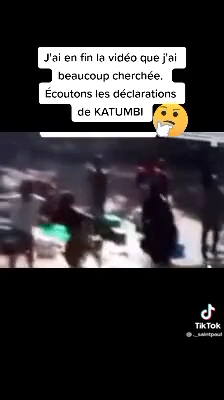 J'ai en fin la vidéo que j'ai
beaucoup cherchée.
Écoutons les déclarations
de KATUMBI
TikTok
@._saintpaul